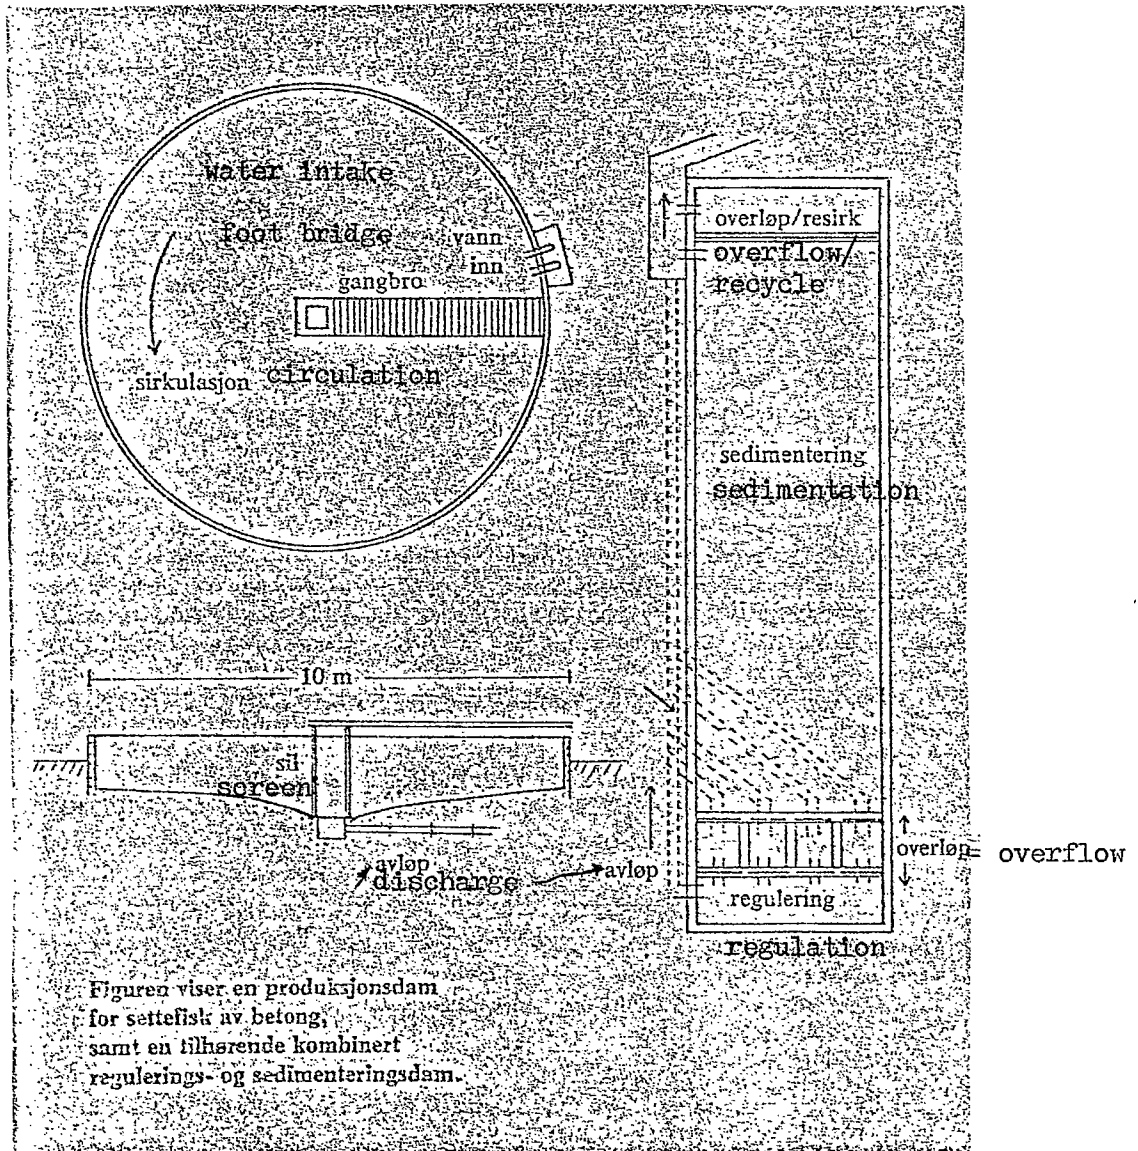 water intake
foot bridge
vann
inn
gangbro
sirkulasjon circulation
overløp/resirk
overflow/
recycle
sedimentering
sedimentation
10 m
sil
screen
avløp
discharge
avløp
overløp = overflow
regulering
regulation
Figuren viser en produksjonsdam
for settefisk av betong,
samt en tilhørende kombinert
regulerings- og sedimenteringsdam.